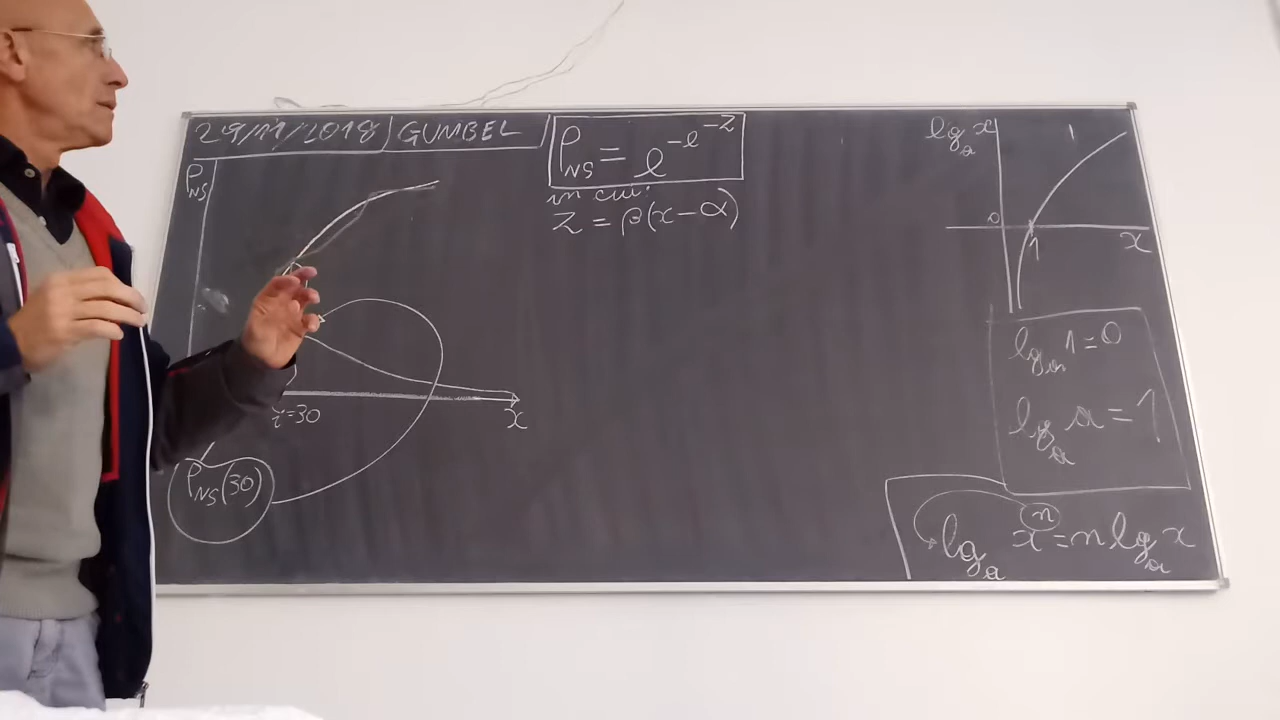 29/11/2018 GUMBEL
P_NS = e^-e^-z
in cui:
z = β(x-α)
P_NS
x
x̄=30
P_NS(30)
lg_a x
0
1
x
lg_a 1=0
lg_a a=1
lg_a x^n=n lg_a x